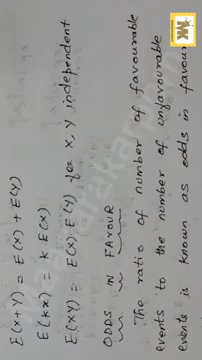 E(x+Y) = E(X) + E(Y)
E(kx) = k E(X)
E(XY) = E(X) E(Y) for X, Y independent
ODDS IN FAVOUR
The ratio of number of favourable
events to the number of unfavourable
events is known as odds in favour